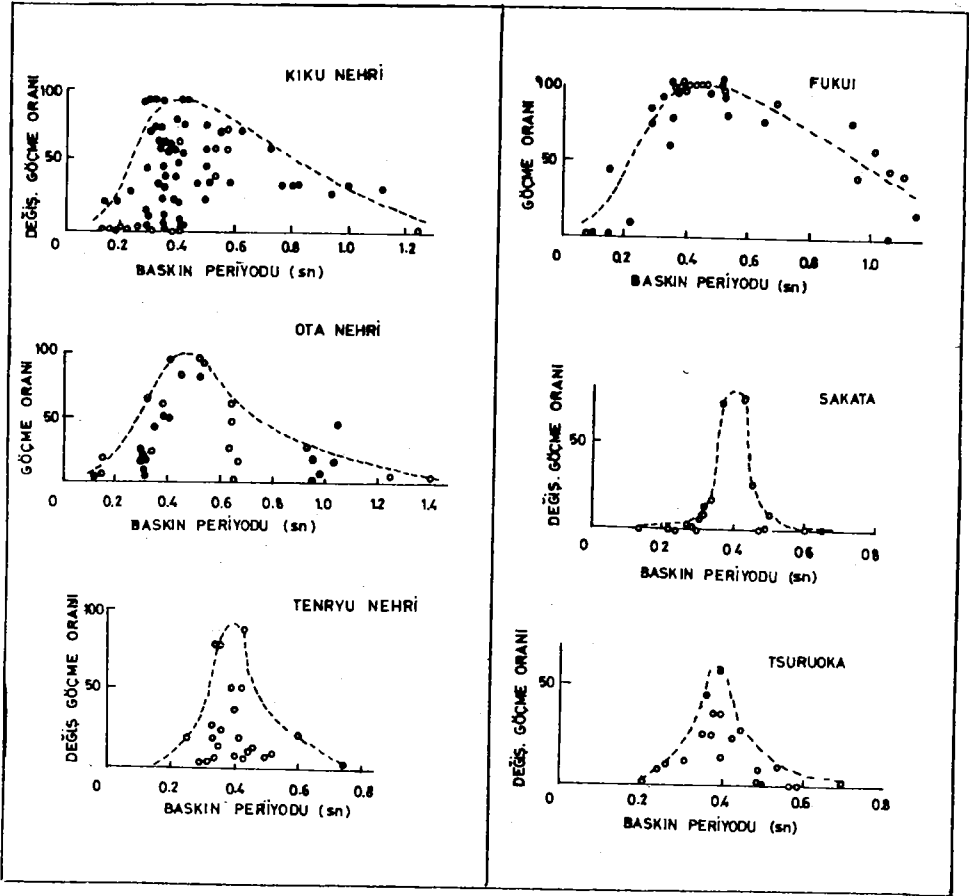 KIKU NEHRİ
DEĞİŞ. GÖÇME ORANI
100
50
0 0.2 0.4 0.6 0.8 1.0 1.2
BASKIN PERİYODU (sn)
OTA NEHRİ
GÖÇME ORANI
100
50
0 0.2 0.4 0.6 0.8 1.0 1.2 1.4
BASKIN PERİYODU (sn)
TENRYU NEHRİ
DEĞİŞ GÖÇME ORANI
100
50
0 0.2 0.4 0.6 0.8
BASKIN PERİYODU (sn)
FUKUI
GÖÇME ORANI
100
50
0 0.2 0.4 0.6 0.8 1.0
BASKIN PERİYODU (sn)
SAKATA
DEĞİŞ. GÖÇME ORANI
50
0 0.2 0.4 0.6 0.8
BASKIN PERİYODU (sn)
TSURUOKA
DEĞİŞ. GÖÇME ORANI
50
0 0.2 0.4 0.6 0.8
BASKIN PERİYODU (sn)